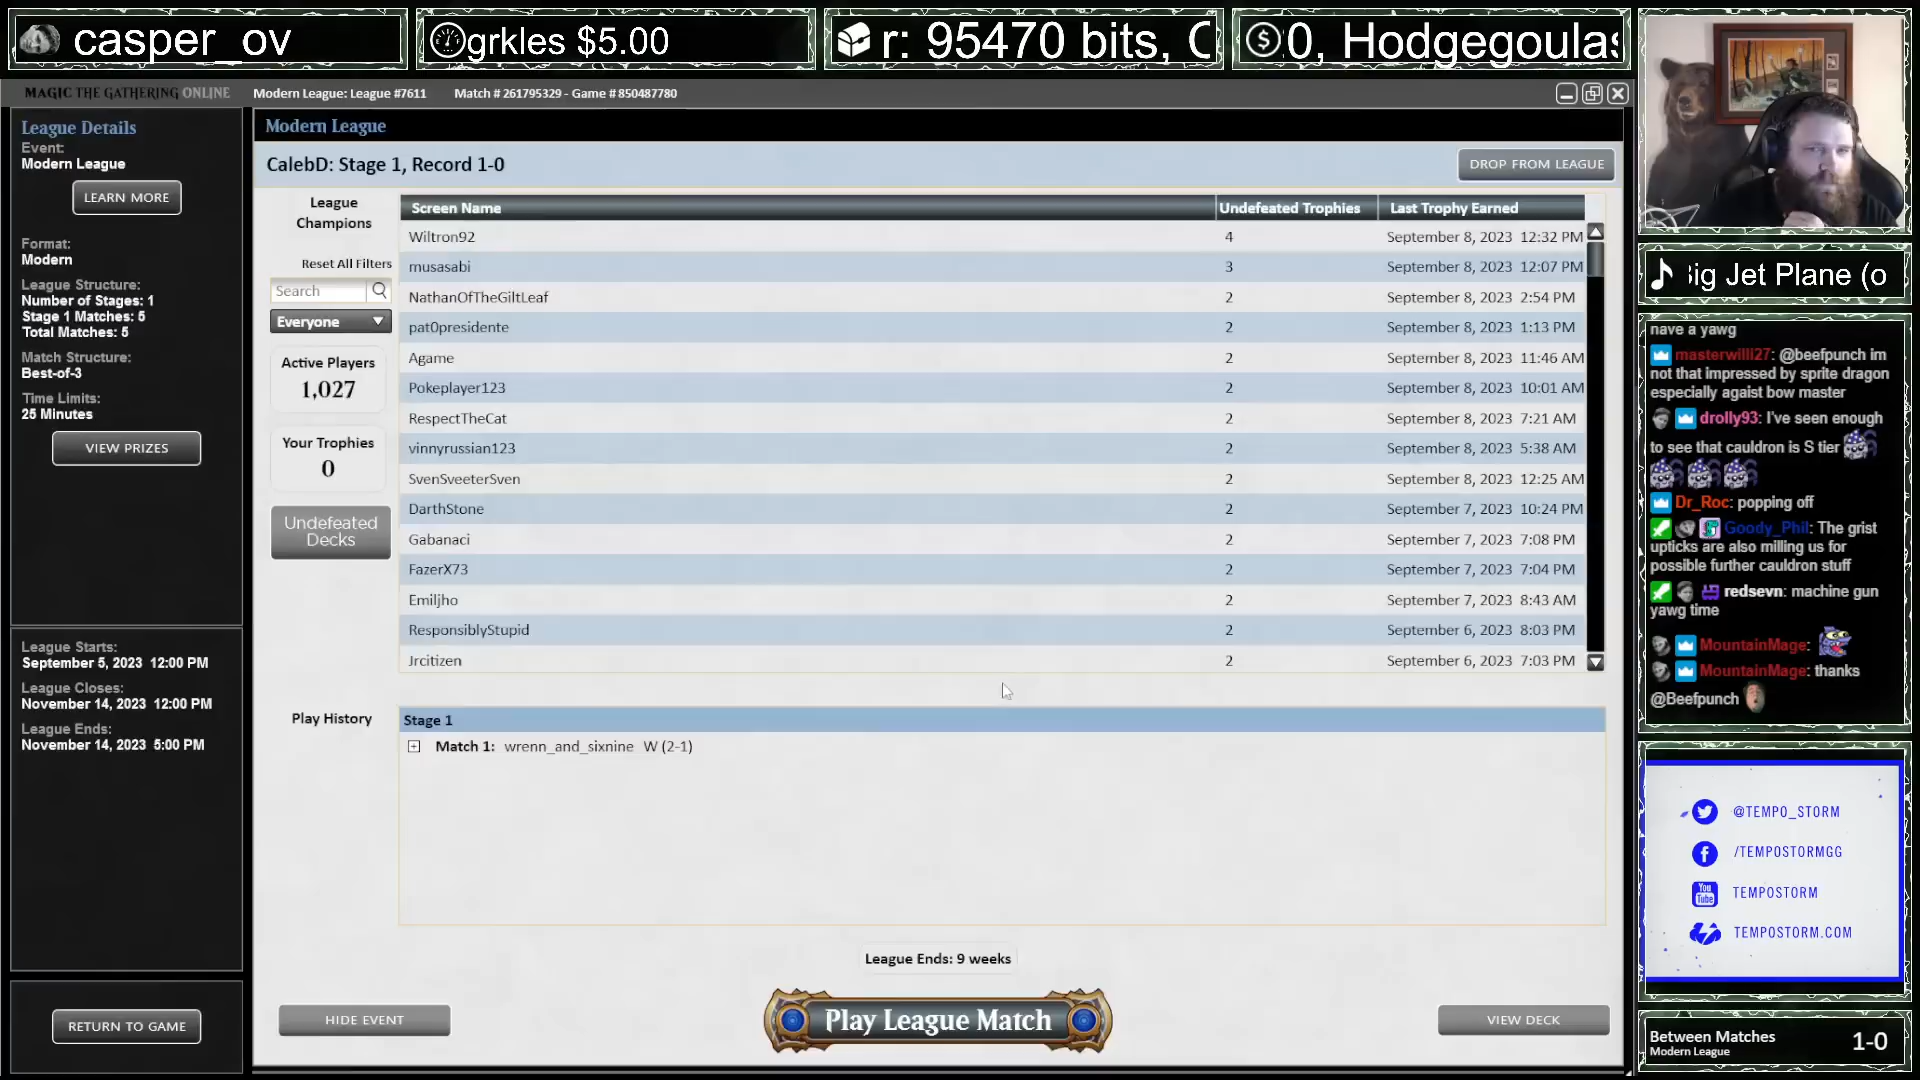 casper_ov
grkles $5.00
r: 95470 bits, C
0, Hodgegoulas
MAGIC THE GATHERING ONLINE
Modern League: League #7611
Match # 261795329 - Game # 850487780
League Details
Event:
Modern League
LEARN MORE
Format:
Modern
League Structure:
Number of Stages: 1
Stage 1 Matches: 5
Total Matches: 5
Match Structure:
Best-of-3
Time Limits:
25 Minutes
VIEW PRIZES
League Starts:
September 5, 2023 12:00 PM
League Closes:
November 14, 2023 12:00 PM
League Ends:
November 14, 2023 5:00 PM
RETURN TO GAME
Modern League
CalebD: Stage 1, Record 1-0
DROP FROM LEAGUE
League
Champions
Reset All Filters
Search
Everyone
Active Players
1,027
Your Trophies
0
Undefeated
Decks
Screen Name Undefeated Trophies Last Trophy Earned
Wiltron92 4 September 8, 2023 12:32 PM
musasabi 3 September 8, 2023 12:07 PM
NathanOfTheGiltLeaf 2 September 8, 2023 2:54 PM
pat0presidente 2 September 8, 2023 1:13 PM
Agame 2 September 8, 2023 11:46 AM
Pokeplayer123 2 September 8, 2023 10:01 AM
RespectTheCat 2 September 8, 2023 7:21 AM
vinnyrussian123 2 September 8, 2023 5:38 AM
SvenSveeterSven 2 September 8, 2023 12:25 AM
DarthStone 2 September 7, 2023 10:24 PM
Gabanaci 2 September 7, 2023 7:08 PM
FazerX73 2 September 7, 2023 7:04 PM
Emiljho 2 September 7, 2023 8:43 AM
ResponsiblyStupid 2 September 6, 2023 8:03 PM
Jrcitizen 2 September 6, 2023 7:03 PM
Play History
Stage 1
Match 1: wrenn_and_sixnine W (2-1)
League Ends: 9 weeks
HIDE EVENT
Play League Match
VIEW DECK
Big Jet Plane (o
have a yawg
masterwilli27: @beefpunch im
not that impressed by sprite dragon
especially agaist bow master
drolly93: I've seen enough
to see that cauldron is S tier
Dr_Roc: popping off
Goody_Phil: The grist
upticks are also milling us for
possible further cauldron stuff
redsevn: machine gun
yawg time
MountainMage:
MountainMage: thanks
@Beefpunch
@TEMPO_STORM
/TEMPOSTORMGG
TEMPOSTORM
TEMPOSTORM.COM
Between Matches
Modern League
1-0